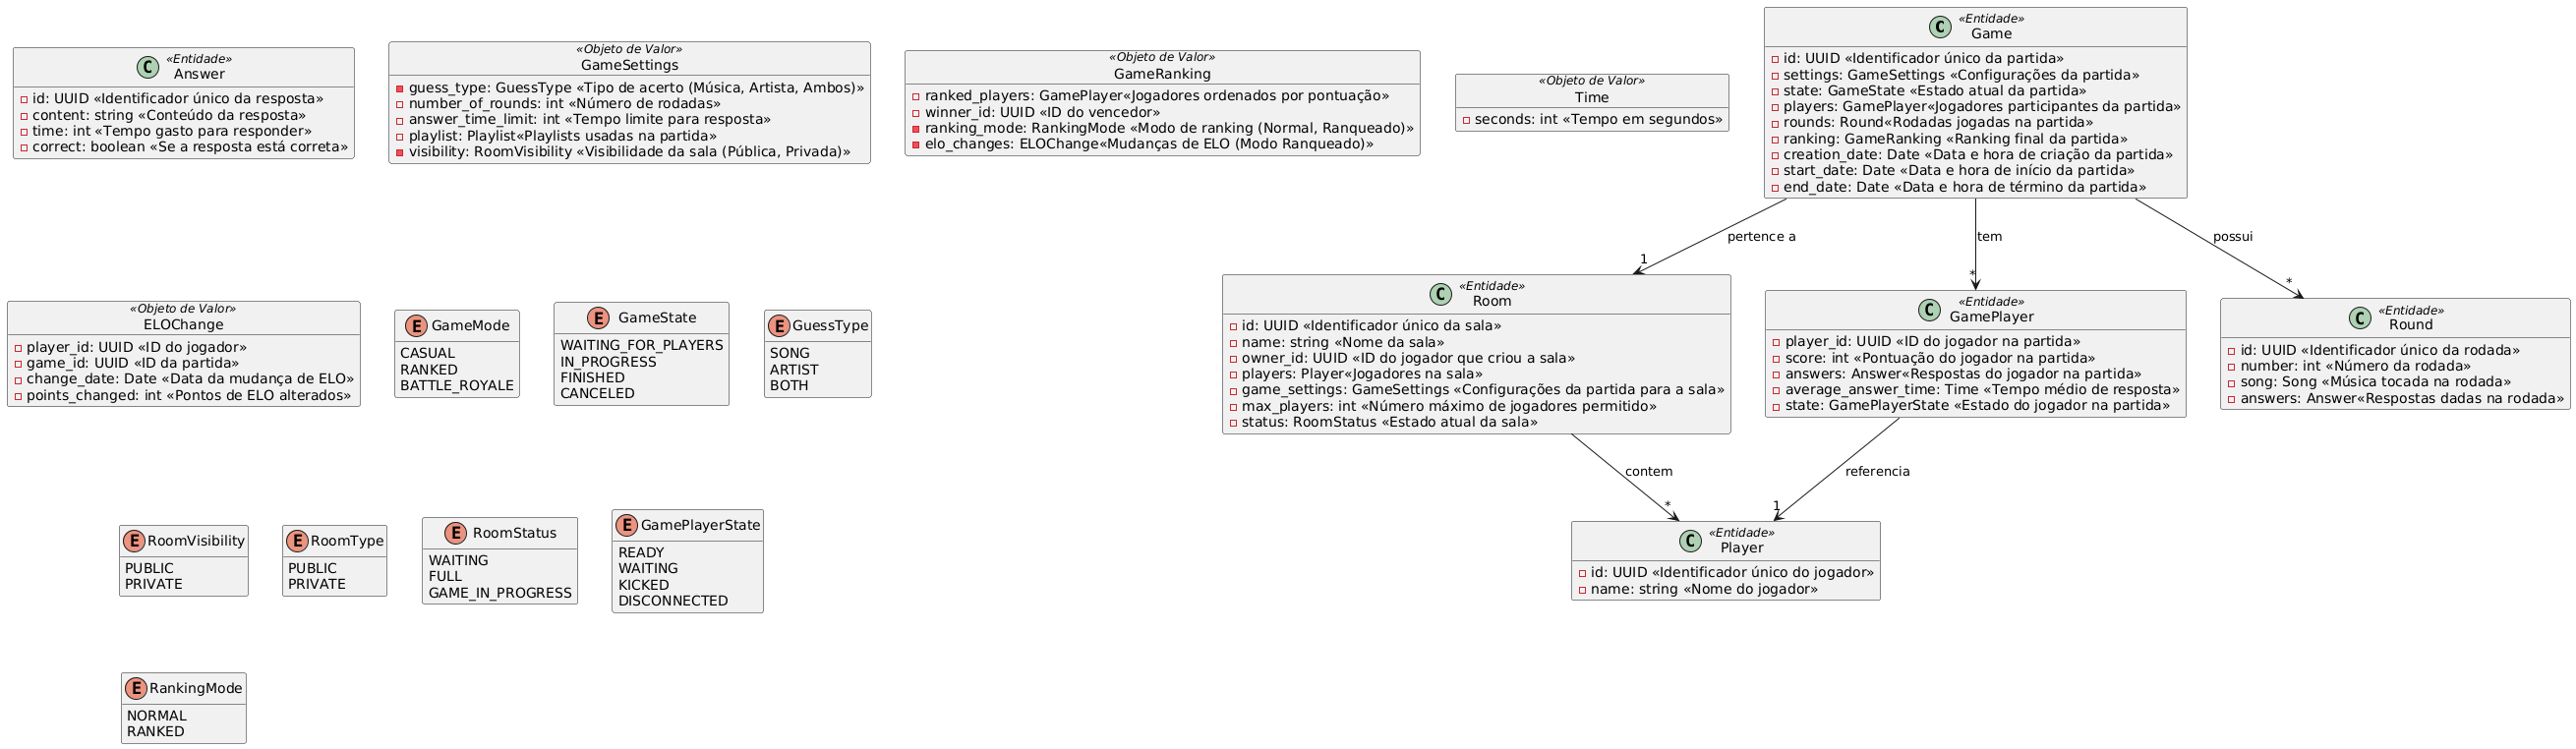 «Entidade»
C
Answer
id: UUID «Identificador único da resposta»
content: string «Conteúdo da resposta»
time: int «Tempo gasto para responder»
correct: boolean «Se a resposta está correta»
«Objeto de Valor»
GameSettings
guess_type: GuessType «Tipo de acerto (Música, Artista, Ambos)»
number_of_rounds: int «Número de rodadas»
answer_time_limit: int «Tempo limite para resposta»
playlist: Playlist«Playlists usadas na partida»
visibility: RoomVisibility «Visibilidade da sala (Pública, Privada)»
«Objeto de Valor»
GameRanking
ranked_players: GamePlayer«Jogadores ordenados por pontuação»
winner_id: UUID «ID do vencedor»
ranking_mode: RankingMode «Modo de ranking (Normal, Ranqueado)»
elo_changes: ELOChange«Mudanças de ELO (Modo Ranqueado)»
«Objeto de Valor»
Time
seconds: int «Tempo em segundos»
«Entidade»
C
Game
id: UUID «Identificador único da partida»
settings: GameSettings «Configurações da partida»
state: GameState «Estado atual da partida»
players: GamePlayer«Jogadores participantes da partida»
rounds: Round«Rodadas jogadas na partida»
ranking: GameRanking «Ranking final da partida»
creation_date: Date «Data e hora de criação da partida»
start_date: Date «Data e hora de início da partida»
end_date: Date «Data e hora de término da partida»
pertence a
tem
possui
1
*
*
«Objeto de Valor»
ELOChange
player_id: UUID «ID do jogador»
game_id: UUID «ID da partida»
change_date: Date «Data da mudança de ELO»
points_changed: int «Pontos de ELO alterados»
E GameMode
CASUAL
RANKED
BATTLE_ROYALE
E GameState
WAITING_FOR_PLAYERS
IN_PROGRESS
FINISHED
CANCELED
E GuessType
SONG
ARTIST
BOTH
«Entidade»
C
Room
id: UUID «Identificador único da sala»
name: string «Nome da sala»
owner_id: UUID «ID do jogador que criou a sala»
players: Player«Jogadores na sala»
game_settings: GameSettings «Configurações da partida para a sala»
max_players: int «Número máximo de jogadores permitido»
status: RoomStatus «Estado atual da sala»
«Entidade»
C
GamePlayer
player_id: UUID «ID do jogador na partida»
score: int «Pontuação do jogador na partida»
answers: Answer«Respostas do jogador na partida»
average_answer_time: Time «Tempo médio de resposta»
state: GamePlayerState «Estado do jogador na partida»
«Entidade»
C
Round
id: UUID «Identificador único da rodada»
number: int «Número da rodada»
song: Song «Música tocada na rodada»
answers: Answer«Respostas dadas na rodada»
contem
referencia
*
1
E RoomVisibility
PUBLIC
PRIVATE
E RoomType
PUBLIC
PRIVATE
E RoomStatus
WAITING
FULL
GAME_IN_PROGRESS
E GamePlayerState
READY
WAITING
KICKED
DISCONNECTED
«Entidade»
C
Player
id: UUID «Identificador único do jogador»
name: string «Nome do jogador»
E RankingMode
NORMAL
RANKED